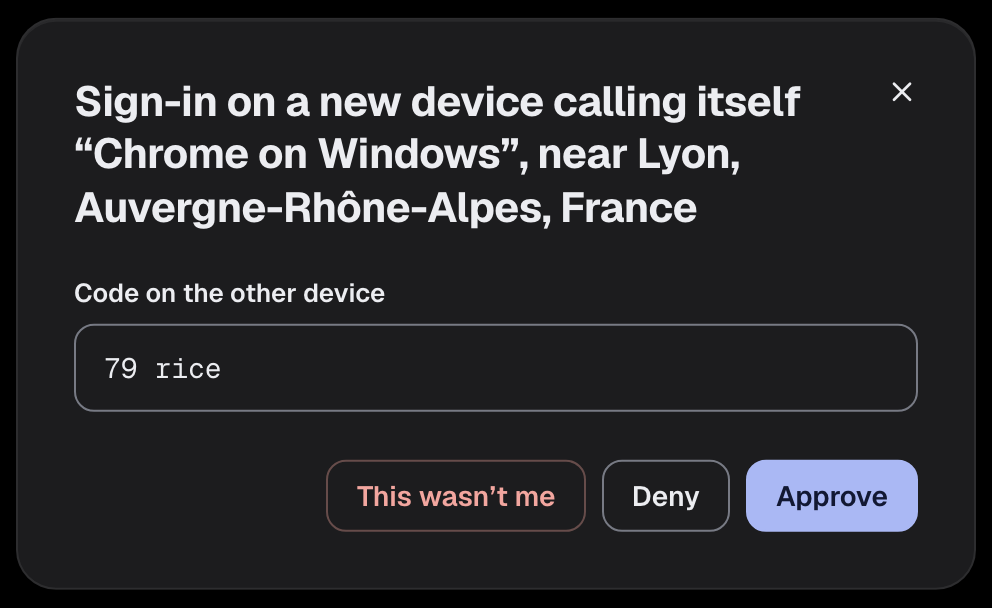 Sign-in on a new device calling itself
“Chrome on Windows”, near Lyon,
Auvergne-Rhône-Alpes, France
Code on the other device
79 rice
This wasn’t me
Deny
Approve